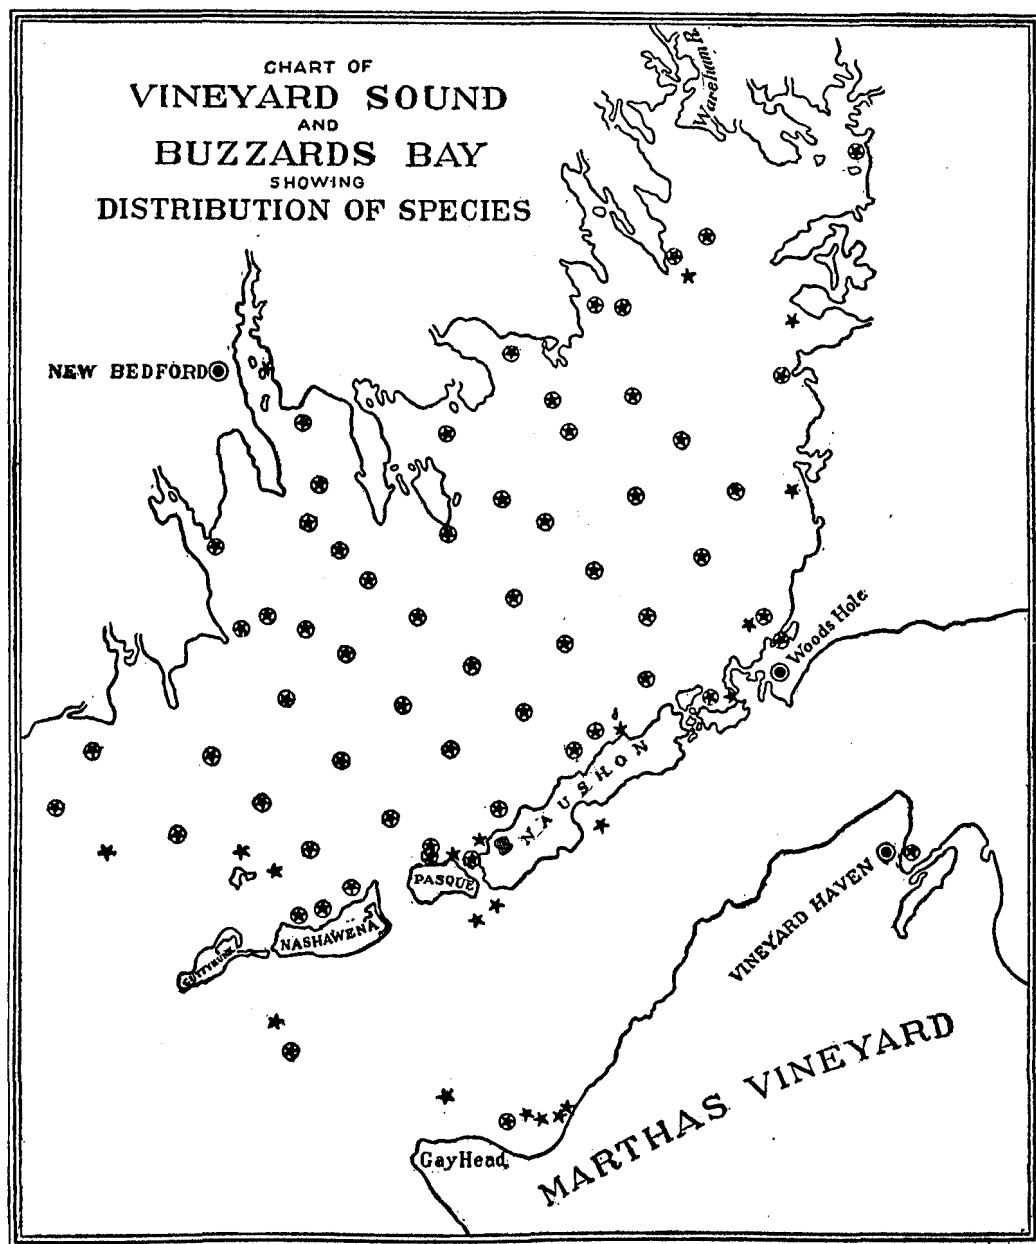 CHART OF
VINEYARD SOUND
AND
BUZZARDS BAY
SHOWING
DISTRIBUTION OF SPECIES
Wareham R.
NEW BEDFORD
Woods Hole
NAUSHON
PASQUE
NASHAWENA
CUTTYHUNK
VINEYARD HAVEN
MARTHAS VINEYARD
Gay Head